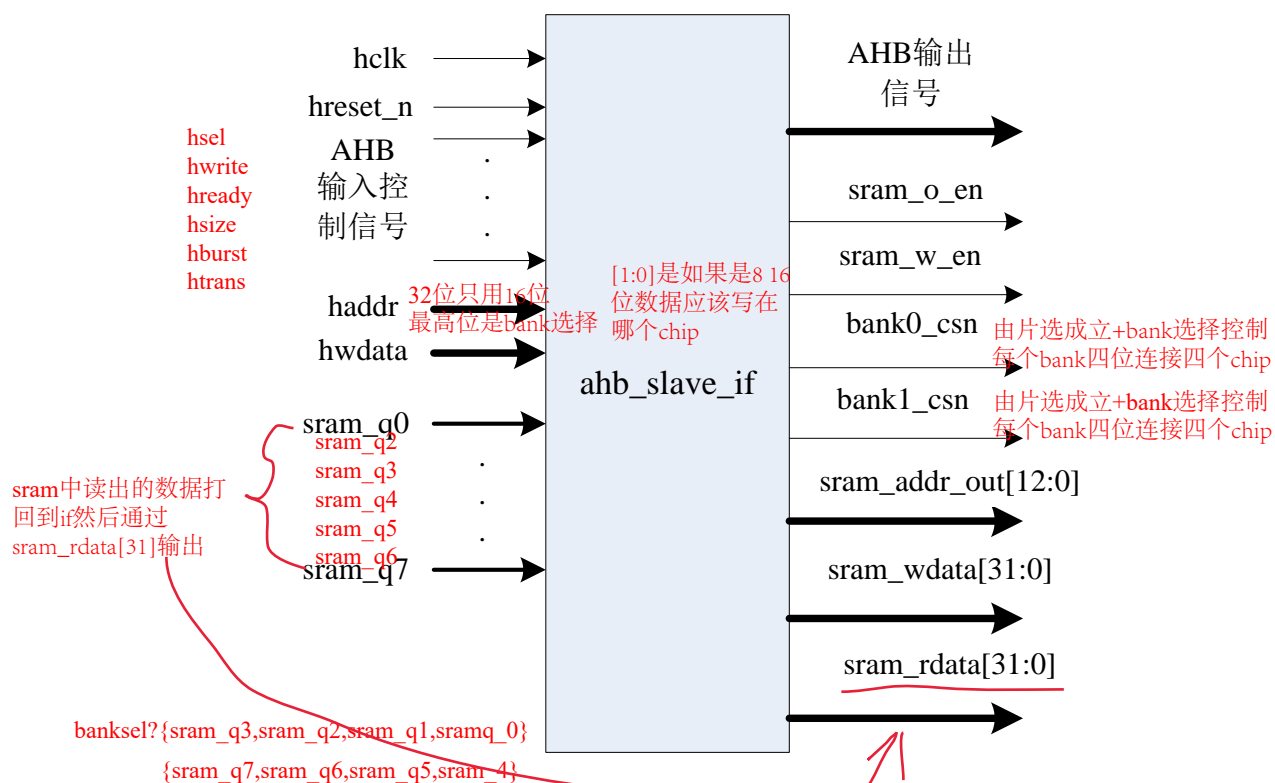 hclk
hreset_n
hsel
hwrite
hready
hsize
hburst
htrans
AHB
输入控
制信号
haddr
32位只用16位
最高位是bank选择
hwdata
sram_q0
sram_q2
sram_q3
sram_q4
sram_q5
sram_q6
sram_q7
sram中读出的数据打
回到if然后通过
sram_rdata[31]输出
banksel?{sram_q3,sram_q2,sram_q1,sramq_0}
{sram_q7,sram_q6,sram_q5,sram_4}
[1:0]是如果是8 16
位数据应该写在
哪个chip
ahb_slave_if
AHB输出
信号
sram_o_en
sram_w_en
bank0_csn
由片选成立+bank选择控制
每个bank四位连接四个chip
bank1_csn
由片选成立+bank选择控制
每个bank四位连接四个chip
sram_addr_out[12:0]
sram_wdata[31:0]
sram_rdata[31:0]